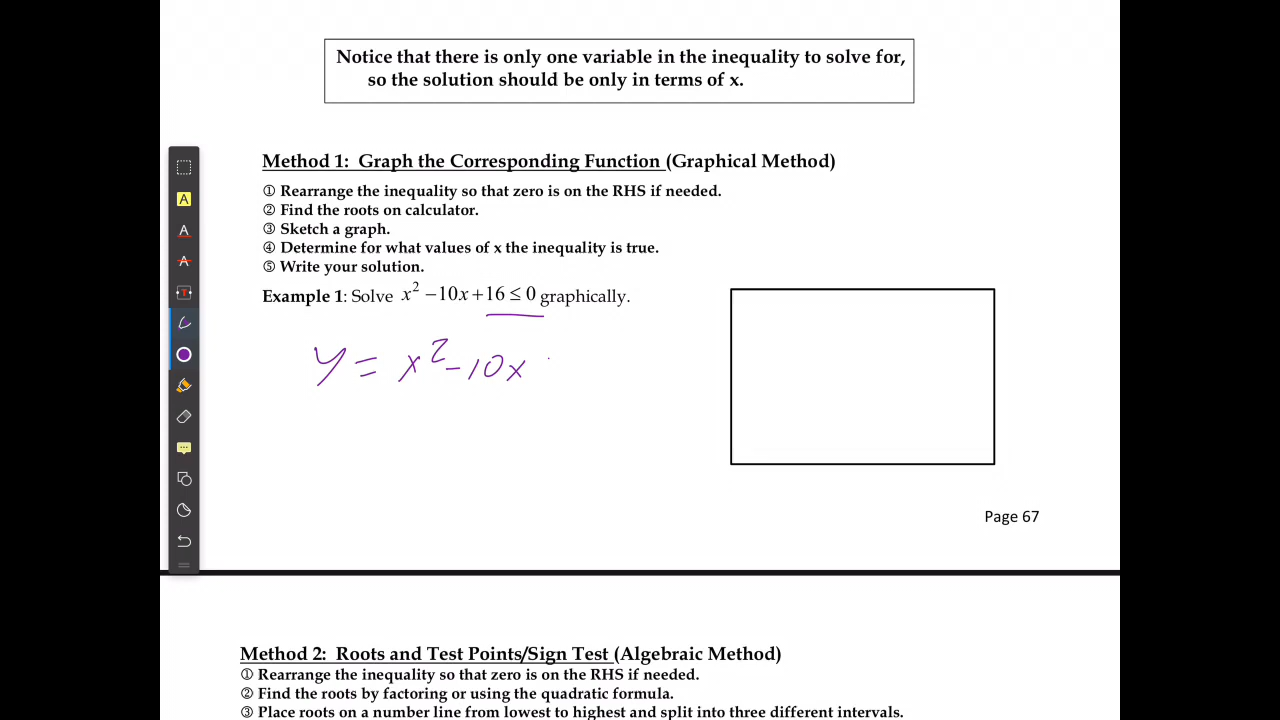 Notice that there is only one variable in the inequality to solve for,
so the solution should be only in terms of x.
Method 1: Graph the Corresponding Function (Graphical Method)
① Rearrange the inequality so that zero is on the RHS if needed.
② Find the roots on calculator.
③ Sketch a graph.
④ Determine for what values of x the inequality is true.
⑤ Write your solution.
Example 1: Solve x² − 10x + 16 ≤ 0 graphically.
y = x² - 10x
Page 67
Method 2: Roots and Test Points/Sign Test (Algebraic Method)
① Rearrange the inequality so that zero is on the RHS if needed.
② Find the roots by factoring or using the quadratic formula.
③ Place roots on a number line from lowest to highest and split into three different intervals.